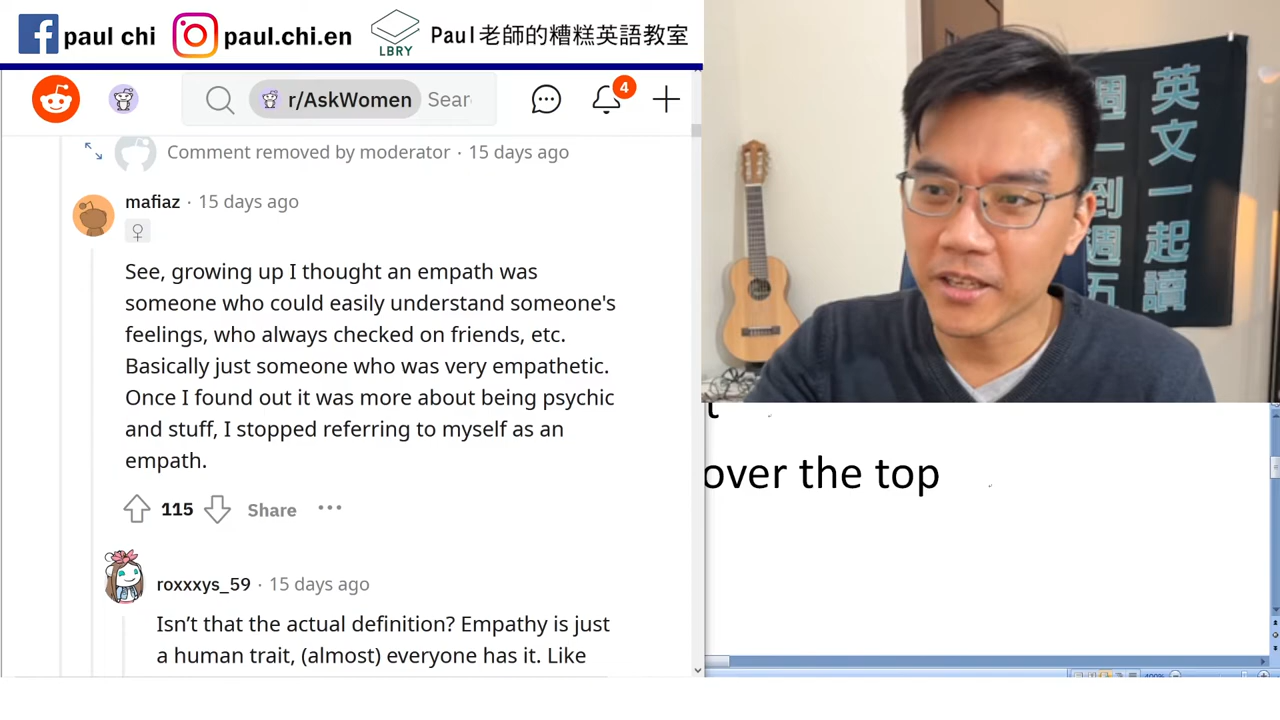 paul chi
paul.chi.en
LBRY
Paul老師的糟糕英語教室
r/AskWomen
Sear
4
Comment removed by moderator · 15 days ago
mafiaz · 15 days ago
♀
See, growing up I thought an empath was
someone who could easily understand someone's
feelings, who always checked on friends, etc.
Basically just someone who was very empathetic.
Once I found out it was more about being psychic
and stuff, I stopped referring to myself as an
empath.
115
Share
roxxxys_59 · 15 days ago
Isn’t that the actual definition? Empathy is just
a human trait, (almost) everyone has it. Like
英文一起讀
週一到週五
t
over the top
400%